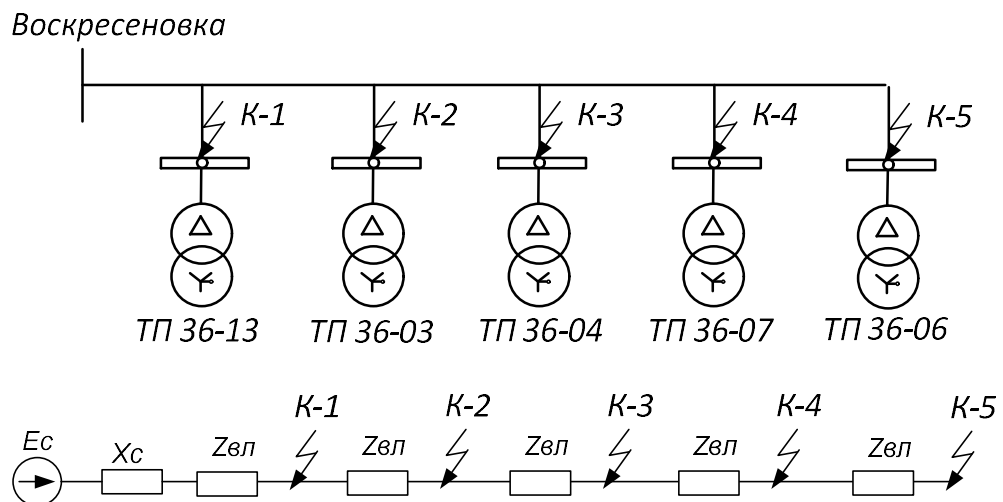 Воскресеновка
К-1 К-2 К-3 К-4 К-5
ТП 36-13 ТП 36-03 ТП 36-04 ТП 36-07 ТП 36-06
К-1 К-2 К-3 К-4 К-5
Ес Хс Zвл Zвл Zвл Zвл Zвл